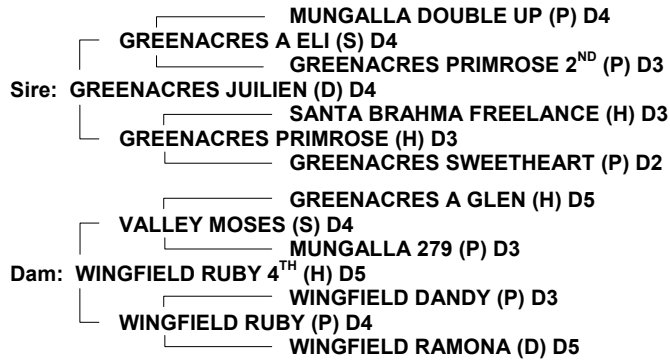 MUNGALLA DOUBLE UP (P) D4
GREENACRES A ELI (S) D4
GREENACRES PRIMROSE 2ND (P) D3
Sire: GREENACRES JUILIEN (D) D4
SANTA BRAHMA FREELANCE (H) D3
GREENACRES PRIMROSE (H) D3
GREENACRES SWEETHEART (P) D2
GREENACRES A GLEN (H) D5
VALLEY MOSES (S) D4
MUNGALLA 279 (P) D3
Dam: WINGFIELD RUBY 4TH (H) D5
WINGFIELD DANDY (P) D3
WINGFIELD RUBY (P) D4
WINGFIELD RAMONA (D) D5